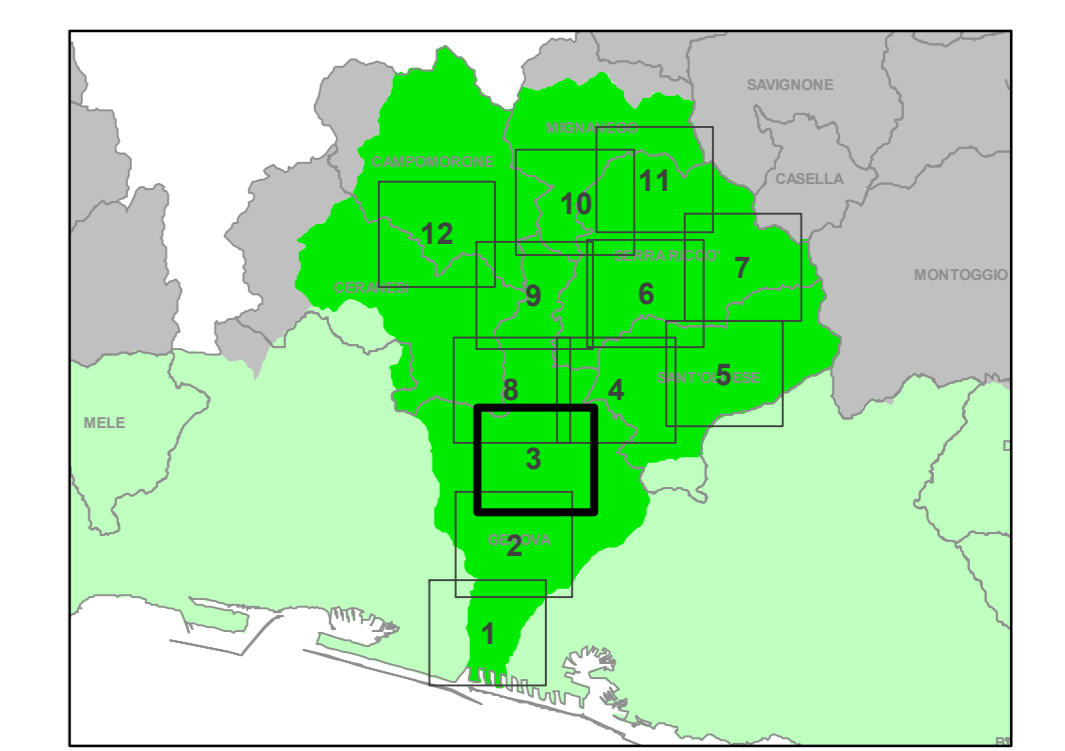 SAVIGNONE
MIGNANEGO
CAMPOMORONE
CASELLA
11
10
12
SERRA RICCO'
7
MONTOGGIO
CERANESI
9
6
SANT'OLCESE
5
8
4
MELE
3
GENOVA
2
1